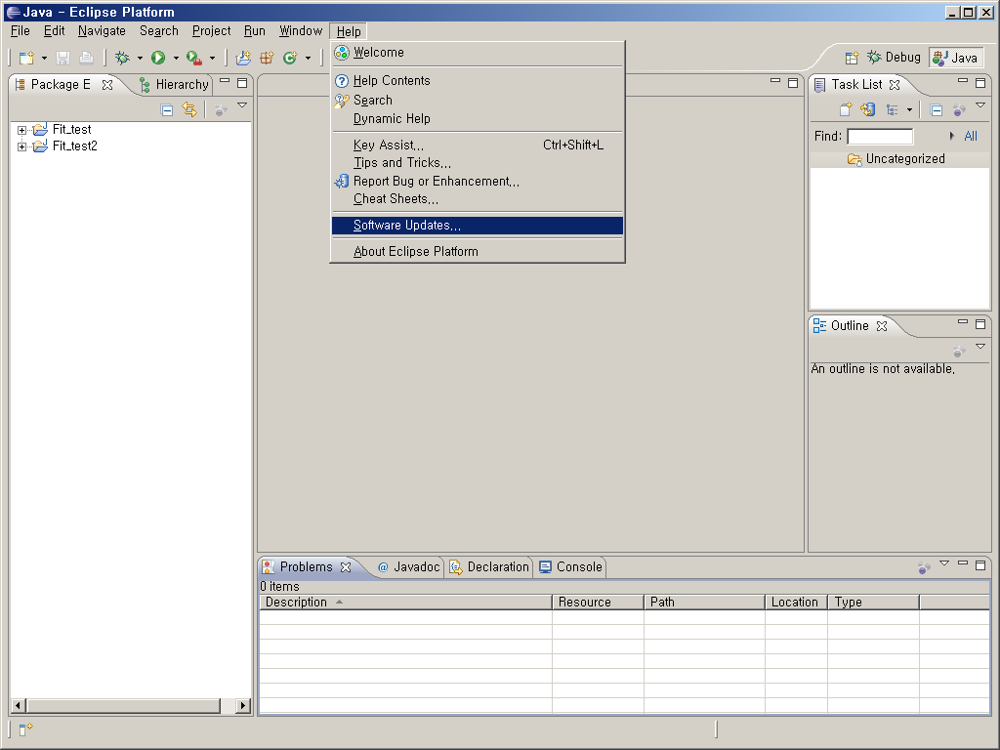 Java - Eclipse Platform
File Edit Navigate Search Project Run Window Help
Debug Java
Welcome
Help Contents
Search
Dynamic Help
Key Assist... Ctrl+Shift+L
Tips and Tricks...
Report Bug or Enhancement...
Cheat Sheets...
Software Updates...
About Eclipse Platform
Package E Hierarchy
Fit_test
Fit_test2
Task List
Find: All
Uncategorized
Outline
An outline is not available.
Problems @ Javadoc Declaration Console
0 items
Description Resource Path Location Type